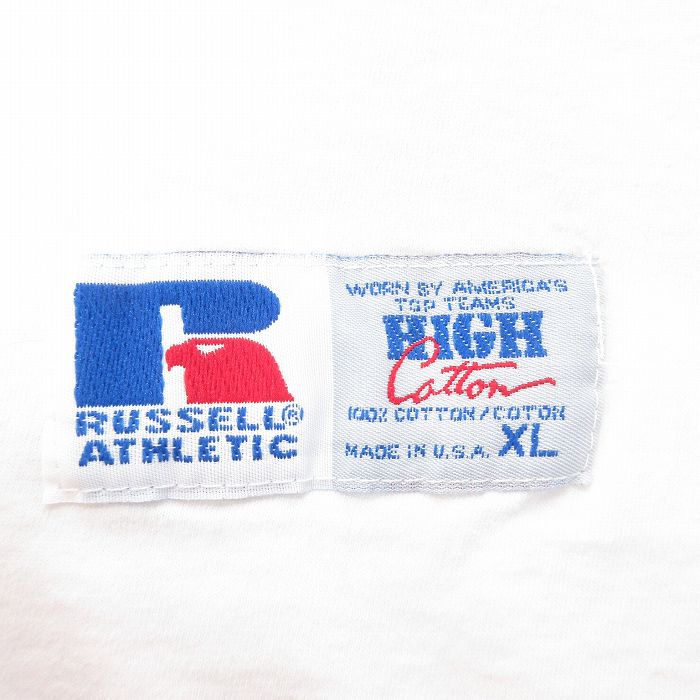 RUSSELL®
ATHLETIC
WORN BY AMERICA'S
TOP TEAMS
HIGH
Cotton
100% COTTON/COTON
MADE IN U.S.A. XL